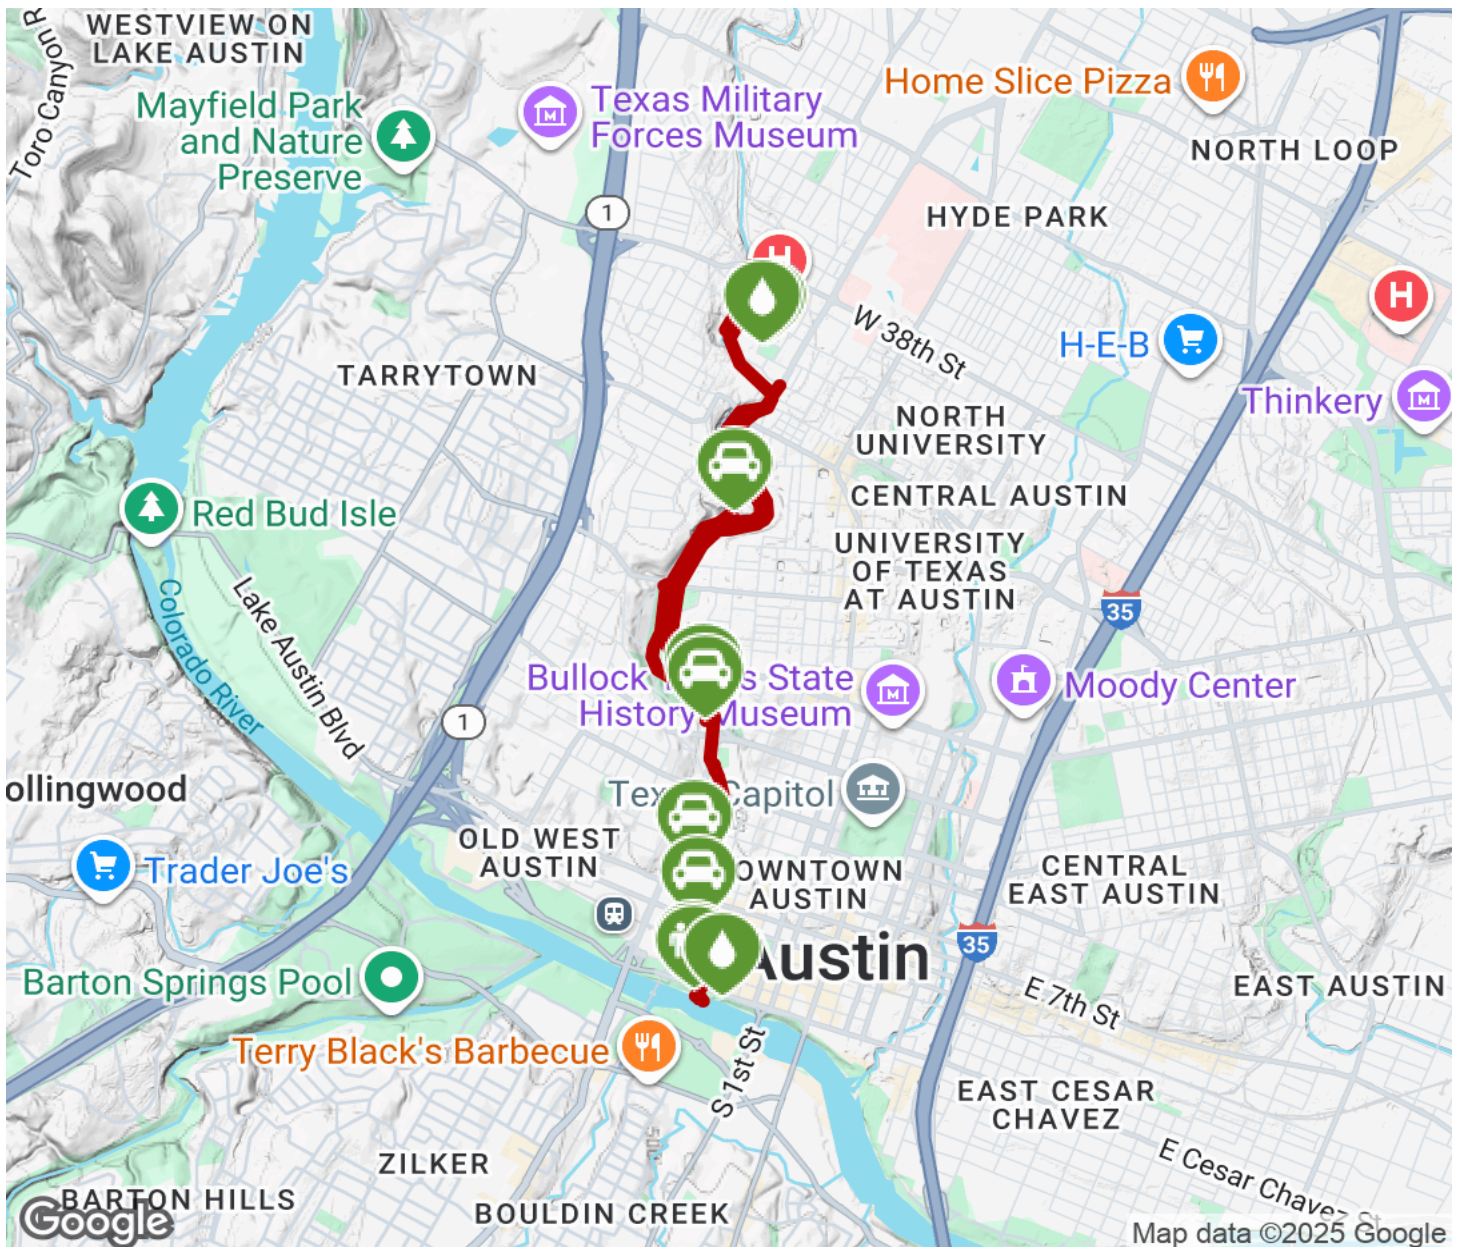 WESTVIEW ON
LAKE AUSTIN
Toro Canyon R
Mayfield Park
and Nature
Preserve
Texas Military
Forces Museum
Home Slice Pizza
NORTH LOOP
1
HYDE PARK
H
H
W 38th St
H-E-B
TARRYTOWN
Thinkery
NORTH
UNIVERSITY
CENTRAL AUSTIN
Red Bud Isle
UNIVERSITY
OF TEXAS
AT AUSTIN
35
Colorado River
Lake Austin Blvd
Bullock T s State
History Museum
Moody Center
1
ollingwood
Tex Capitol
OLD WEST
AUSTIN
Trader Joe's
OWNTOWN
AUSTIN
CENTRAL
EAST AUSTIN
Austin
35
Barton Springs Pool
E 7th St
EAST AUSTIN
Terry Black's Barbecue
S 1st St
EAST CESAR
CHAVEZ
ZILKER
E Cesar Chavez St
BARTON HILLS
BOULDIN CREEK
Google
Map data ©2025 Google